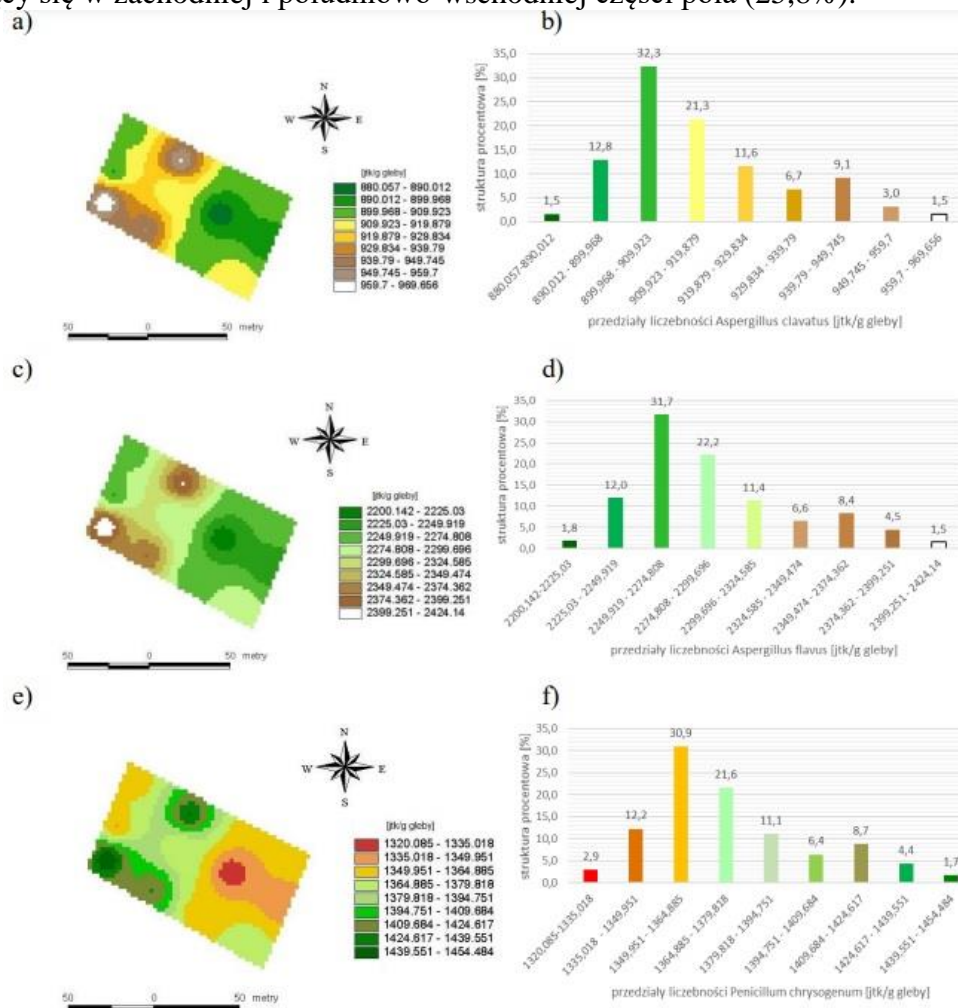 się w zachodniej i południowo-wschodniej części pola (23,8%).
a)
N
W E
S
[jtk/g gleby]
880.057 - 890.012
890.012 - 899.968
899.968 - 909.923
909.923 - 919.879
919.879 - 929.834
929.834 - 939.79
939.79 - 949.745
949.745 - 959.7
959.7 - 969.656
50 0 50 metry
b)
struktura procentowa [%]
35,0
30,0
25,0
20,0
15,0
10,0
5,0
0,0
1,5
12,8
32,3
21,3
11,6
6,7
9,1
3,0
1,5
880,057-890,012
890,012 - 899,968
899,968 - 909,923
909,923 - 919,879
919,879 - 929,834
929,834 - 939,79
939,79 - 949,745
949,745 - 959,7
959,7 - 969,656
przedziały liczebności Aspergillus clavatus [jtk/g gleby]
c)
N
W E
S
[jtk/g gleby]
2200.142 - 2225.03
2225.03 - 2249.919
2249.919 - 2274.808
2274.808 - 2299.696
2299.696 - 2324.585
2324.585 - 2349.474
2349.474 - 2374.362
2374.362 - 2399.251
2399.251 - 2424.14
50 0 50 metry
d)
struktura procentowa [%]
35,0
30,0
25,0
20,0
15,0
10,0
5,0
0,0
1,8
12,0
31,7
22,2
11,4
6,6
8,4
4,5
1,5
2200,142-2225,03
2225,03 - 2249,919
2249,919 - 2274,808
2274,808 - 2299,696
2299,696 - 2324,585
2324,585 - 2349,474
2349,474 - 2374,362
2374,362 - 2399,251
2399,251 - 2424,14
przedziały liczebności Aspergillus flavus [jtk/g gleby]
e)
N
W E
S
[jtk/g gleby]
1320.085 - 1335.018
1335.018 - 1349.951
1349.951 - 1364.885
1364.885 - 1379.818
1379.818 - 1394.751
1394.751 - 1409.684
1409.684 - 1424.617
1424.617 - 1439.551
1439.551 - 1454.484
50 0 50 metry
f)
struktura procentowa [%]
35,0
30,0
25,0
20,0
15,0
10,0
5,0
0,0
2,9
12,2
30,9
21,6
11,1
6,4
8,7
4,4
1,7
1320,085-1335,018
1335,018 - 1349,951
1349,951 - 1364,885
1364,885 - 1379,818
1379,818 - 1394,751
1394,751 - 1409,684
1409,684 - 1424,617
1424,617 - 1439,551
1439,551 - 1454,484
przedziały liczebności Penicillum chrysogenum [jtk/g gleby]